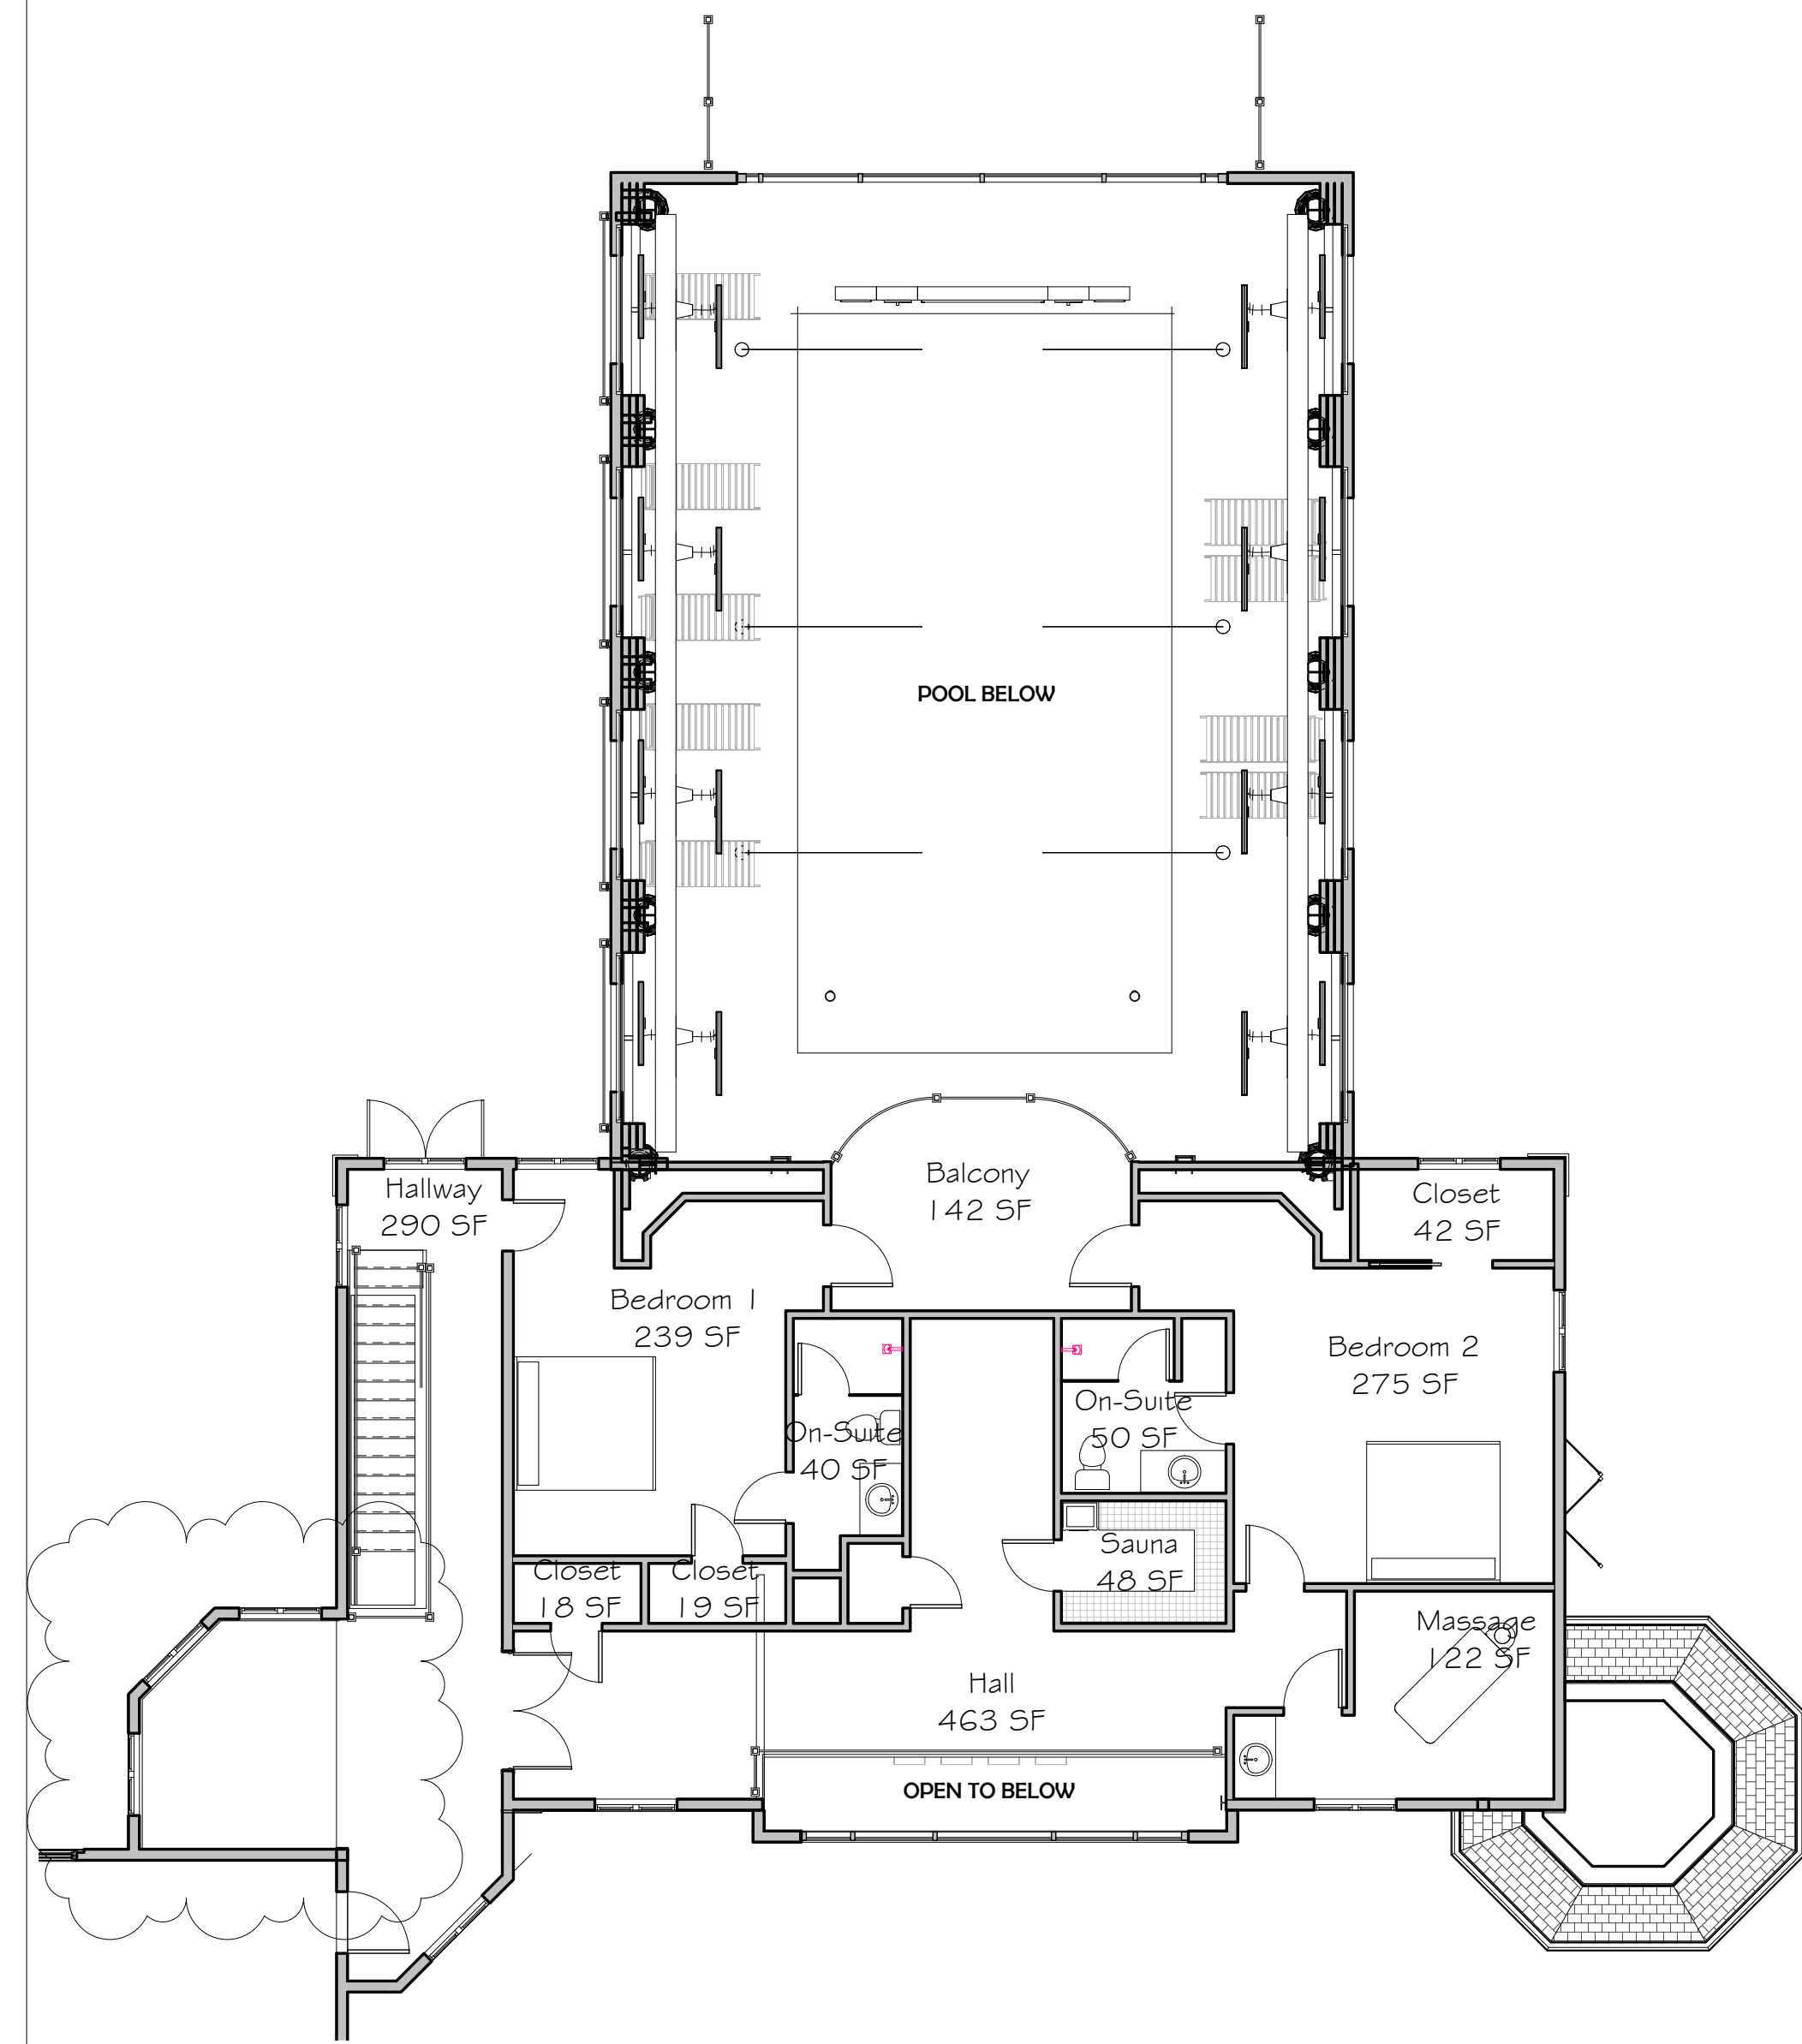 POOL BELOW
Hallway
290 SF
Balcony
142 SF
Closet
42 SF
Bedroom 1
239 SF
Bedroom 2
275 SF
On-Suite
40 SF
On-Suite
50 SF
Sauna
48 SF
Closet
18 SF
Closet
19 SF
Massage
122 SF
Hall
463 SF
OPEN TO BELOW